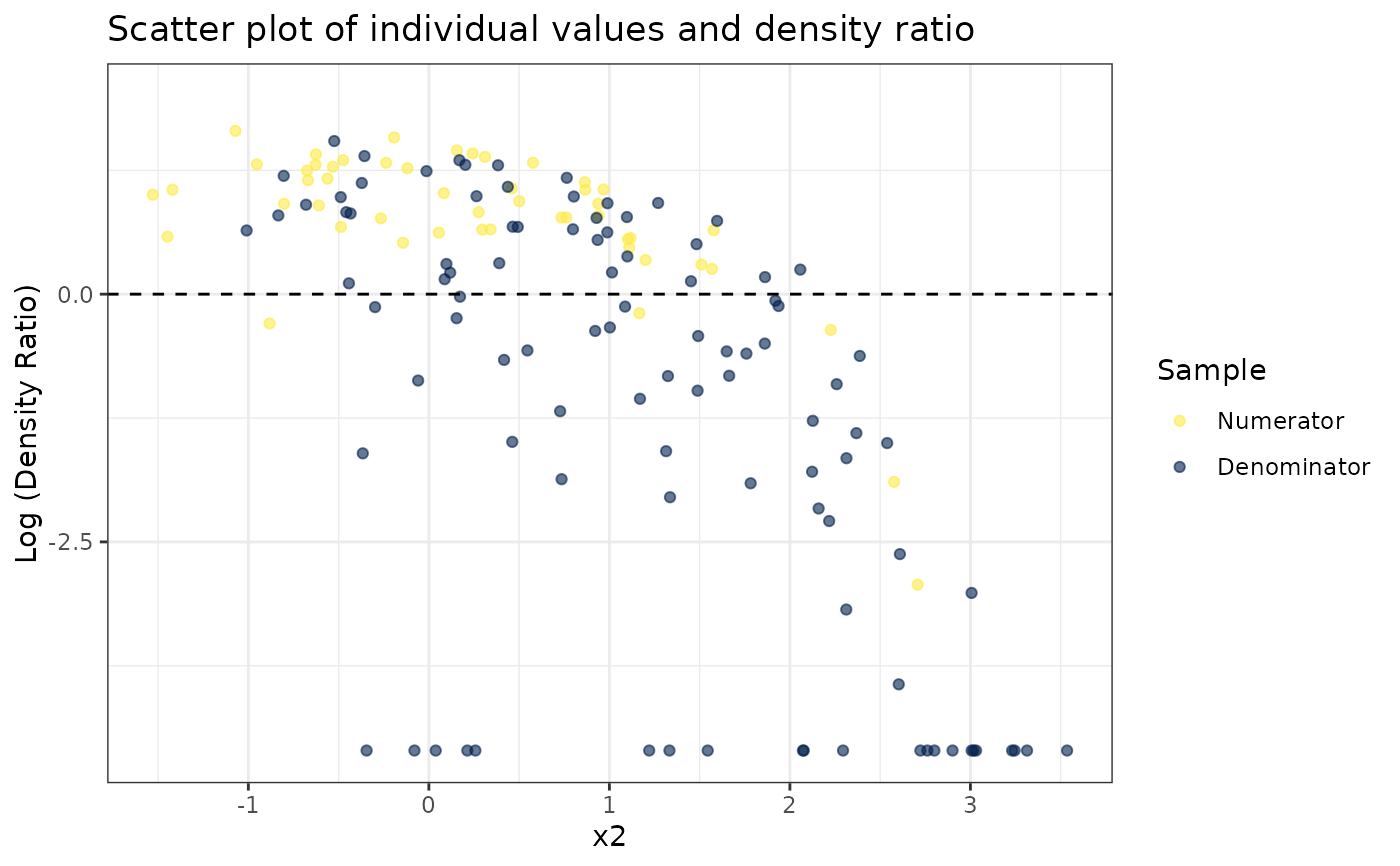 Scatter plot of individual values and density ratio
Log (Density Ratio)
0.0
-2.5
-1
0
1
2
3
x2
Sample
Numerator
Denominator